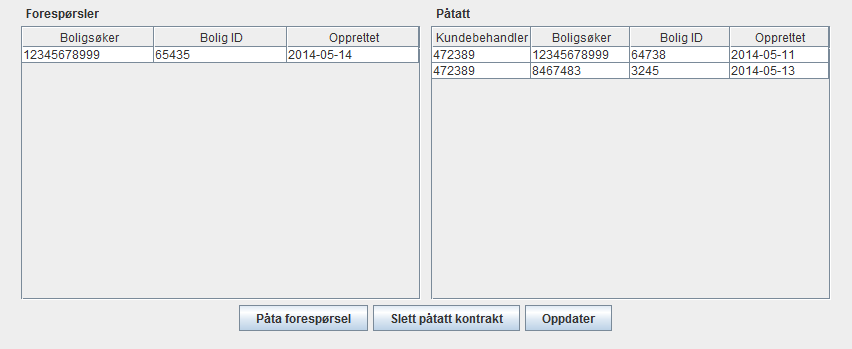 Forespørsler
Boligsøker Bolig ID Opprettet
12345678999 65435 2014-05-14
Påtatt
Kundebehandler Boligsøker Bolig ID Opprettet
472389 12345678999 64738 2014-05-11
472389 8467483 3245 2014-05-13
Påta forespørsel Slett påtatt kontrakt Oppdater